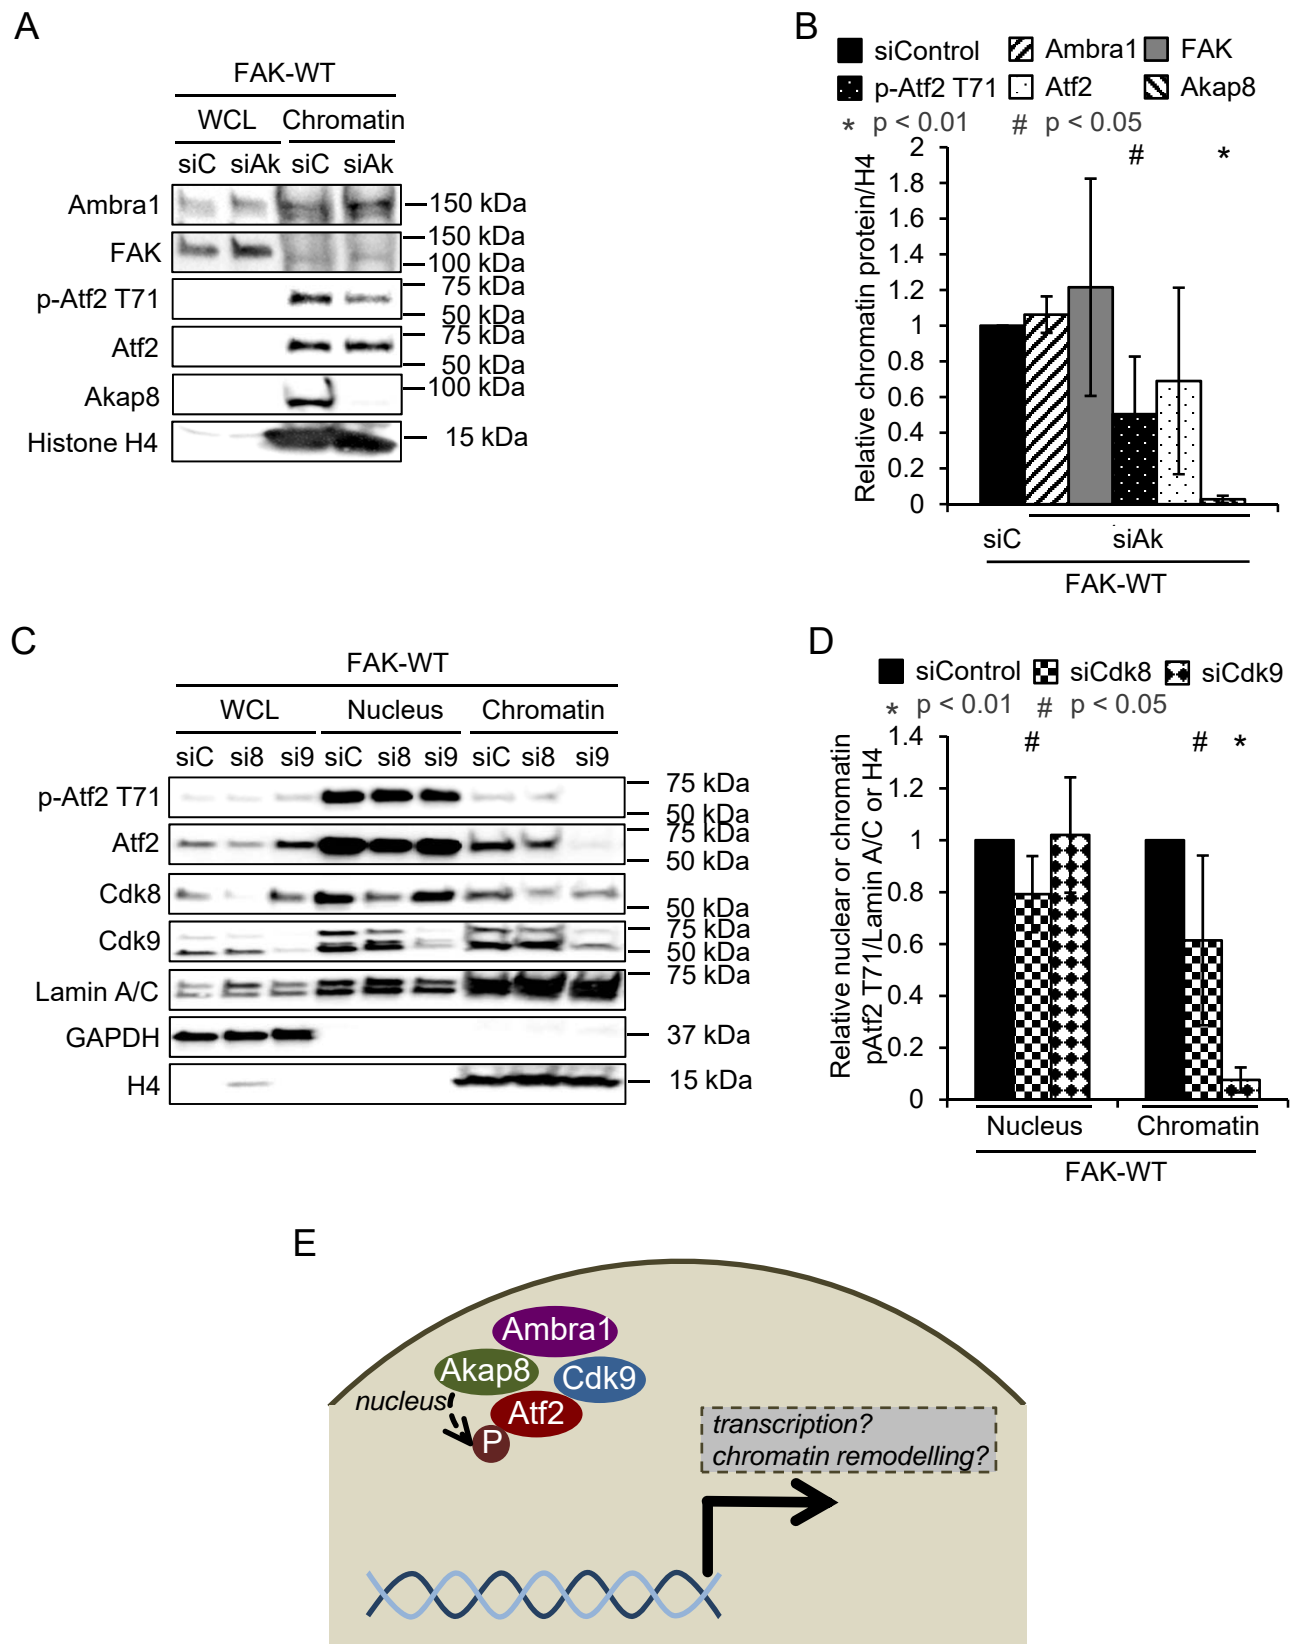 A
FAK-WT
WCL Chromatin
siC siAk siC siAk
Ambra1 150 kDa
FAK 150 kDa
100 kDa
p-Atf2 T71 75 kDa
50 kDa
Atf2 75 kDa
50 kDa
Akap8 100 kDa
Histone H4 15 kDa
B
siControl Ambra1 FAK
p-Atf2 T71 Atf2 Akap8
* p < 0.01 # p < 0.05
Relative chromatin protein/H4
2
1.8
1.6
1.4
1.2
1
0.8
0.6
0.4
0.2
0
# *
siC siAk
FAK-WT
C
FAK-WT
WCL Nucleus Chromatin
siC si8 si9 siC si8 si9 siC si8 si9
p-Atf2 T71 75 kDa
50 kDa
Atf2 75 kDa
50 kDa
Cdk8 50 kDa
Cdk9 75 kDa
50 kDa
Lamin A/C 75 kDa
GAPDH 37 kDa
H4 15 kDa
D
siControl siCdk8 siCdk9
* p < 0.01 # p < 0.05
Relative nuclear or chromatin
pAtf2 T71/Lamin A/C or H4
1.4
1.2
1
0.8
0.6
0.4
0.2
0
# # *
Nucleus Chromatin
FAK-WT
E
Ambra1
Akap8 Cdk9
nucleus
Atf2
P
transcription?
chromatin remodelling?